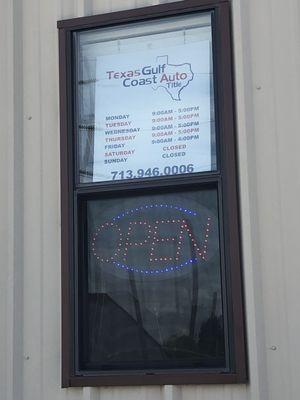 Texas Gulf
Coast Auto
Title
MONDAY 9:00AM - 5:00PM
TUESDAY 9:00AM - 5:00PM
WEDNESDAY 9:00AM - 5:00PM
THURSDAY 9:00AM - 5:00PM
FRIDAY 9:00AM - 4:00PM
SATURDAY CLOSED
SUNDAY CLOSED
713.946.0006
OPEN